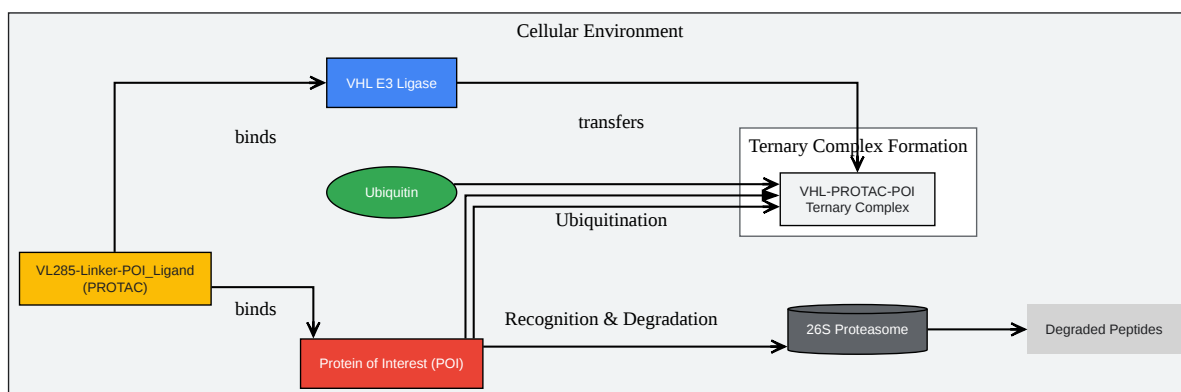 Cellular Environment
VHL E3 Ligase
binds
transfers
Ternary Complex Formation
Ubiquitin
VHL-PROTAC-POI
Ternary Complex
Ubiquitination
VL285-Linker-POI_Ligand
(PROTAC)
binds
Recognition & Degradation
26S Proteasome
Degraded Peptides
Protein of Interest (POI)